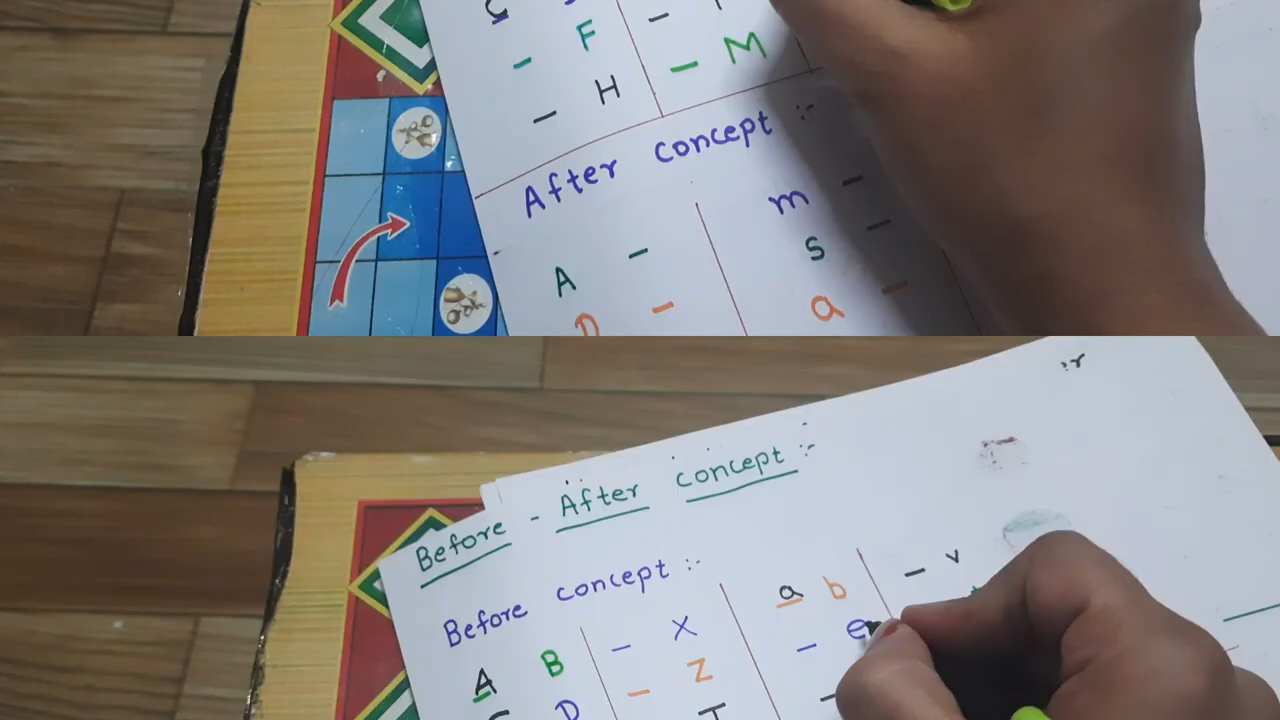 - F - M
- H
After concept :-
A - m -
D - s -
a -
Before - After concept :-
Before concept :-
A B - X a b - v
C D - Z - e
- T -